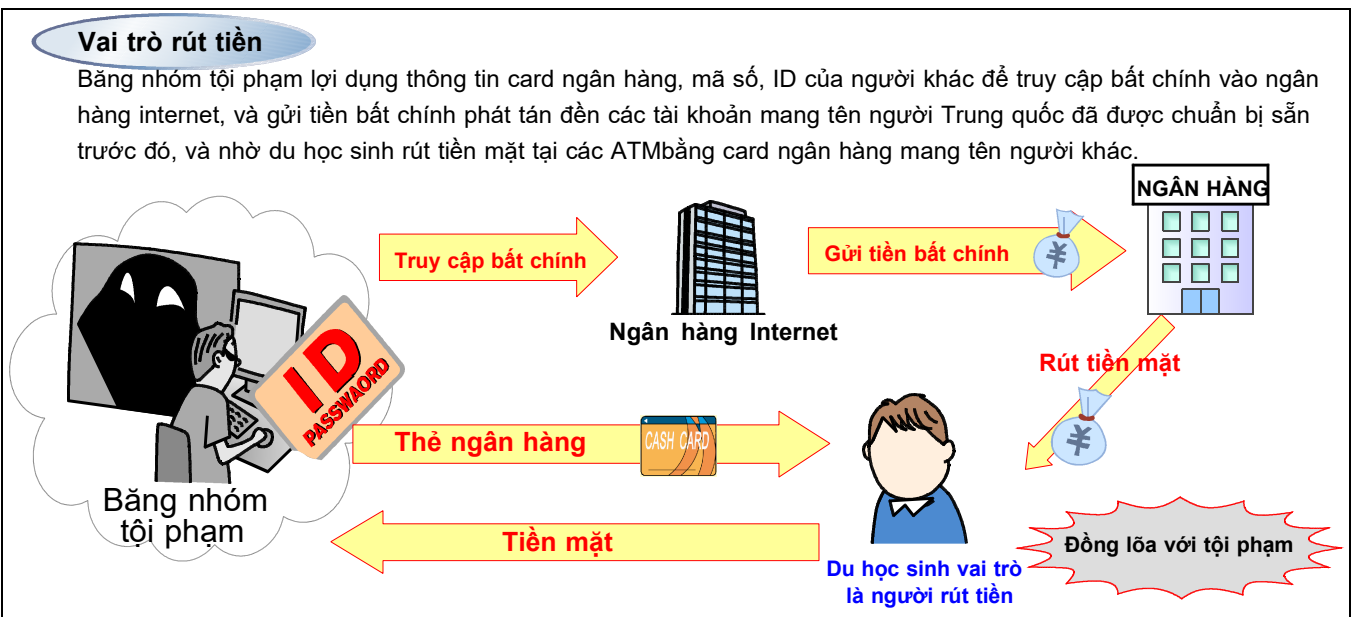 Vai trò rút tiền
Băng nhóm tội phạm lợi dụng thông tin card ngân hàng, mã số, ID của người khác để truy cập bất chính vào ngân
hàng internet, và gửi tiền bất chính phát tán đền các tài khoản mang tên người Trung quốc đã được chuẩn bị sẵn
trước đó, và nhờ du học sinh rút tiền mặt tại các ATMbằng card ngân hàng mang tên người khác.
NGÂN HÀNG
Truy cập bất chính
Gửi tiền bất chính
¥
Ngân hàng Internet
Rút tiền mặt
¥
ID
PASSWAORD
Thẻ ngân hàng
CASH CARD
Băng nhóm
tội phạm
Tiền mặt
Đồng lõa với tội phạm
Du học sinh vai trò
là người rút tiền